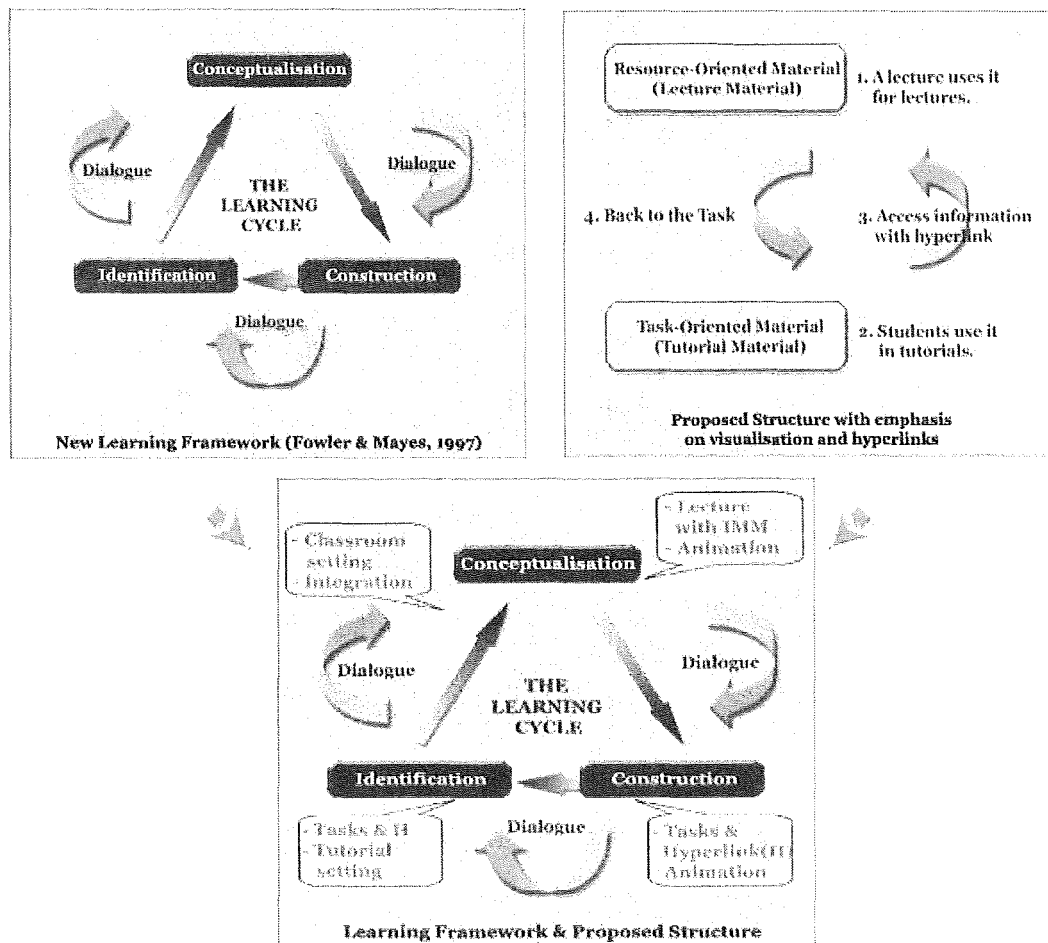 Conceptualisation
Dialogue
Dialogue
THE
LEARNING
CYCLE
Identification
Construction
Dialogue
New Learning Framework (Fowler & Mayes, 1997)
Resource-Oriented Material
(Lecture Material)
1. A lecture uses it
for lectures.
4. Back to the Task
3. Access information
with hyperlink
Task-Oriented Material
(Tutorial Material)
2. Students use it
in tutorials.
Proposed Structure with emphasis
on visualisation and hyperlinks
- Classroom
setting
- Integration
- Lecture
with IMM
- Animation
Conceptualisation
Dialogue
Dialogue
THE
LEARNING
CYCLE
Identification
Construction
- Tasks & H
- Tutorial
setting
Dialogue
- Tasks &
Hyperlink(H)
Animation
Learning Framework & Proposed Structure